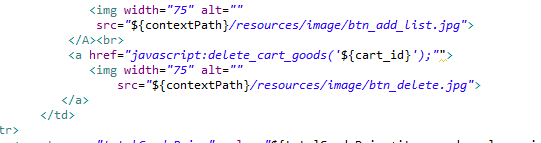 <img width="75" alt=""
src="${contextPath}/resources/image/btn_add_list.jpg">
</A><br>
<a href="javascript:delete_cart_goods('${cart_id}');"">
<img width="75" alt=""
src="${contextPath}/resources/image/btn_delete.jpg">
</a>
</td>
tr>